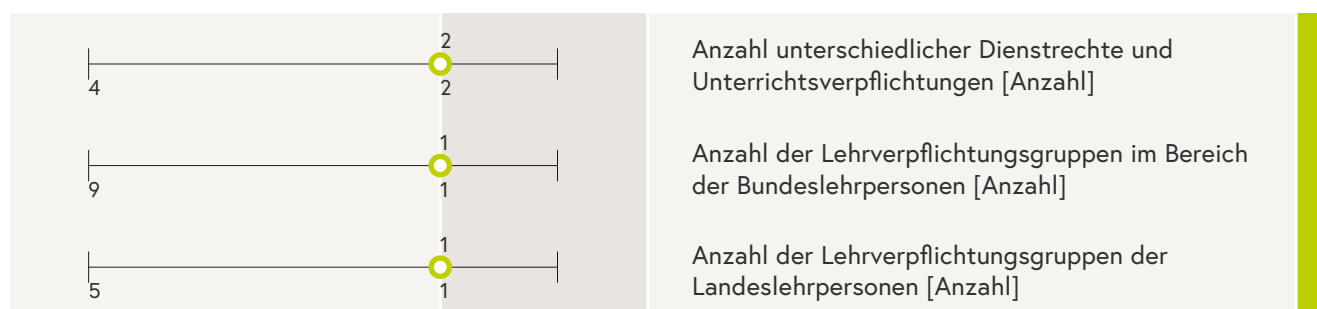 2
4
2
Anzahl unterschiedlicher Dienstrechte und
Unterrichtsverpflichtungen [Anzahl]
1
9
1
Anzahl der Lehrverpflichtungsgruppen im Bereich
der Bundeslehrpersonen [Anzahl]
1
5
1
Anzahl der Lehrverpflichtungsgruppen der
Landeslehrpersonen [Anzahl]